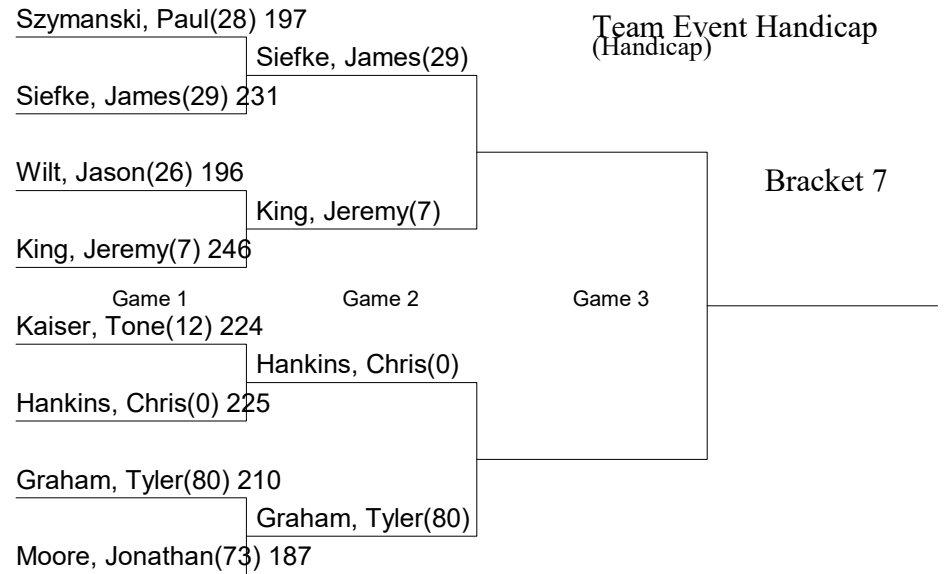 Szymanski, Paul(28) 197
Team Event Handicap
(Handicap)
Siefke, James(29)
Siefke, James(29) 231
Wilt, Jason(26) 196
Bracket 7
King, Jeremy(7)
King, Jeremy(7) 246
Game 1
Game 2
Game 3
Kaiser, Tone(12) 224
Hankins, Chris(0)
Hankins, Chris(0) 225
Graham, Tyler(80) 210
Graham, Tyler(80)
Moore, Jonathan(73) 187